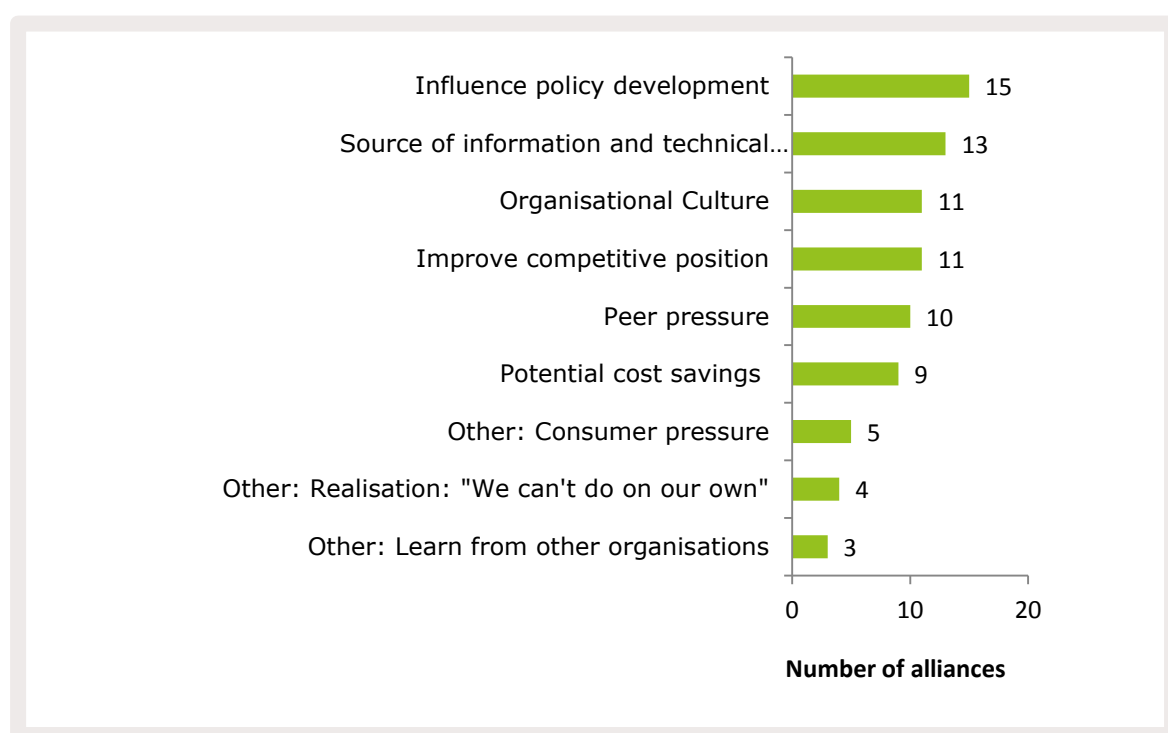 Influence policy development 15
Source of information and technical… 13
Organisational Culture 11
Improve competitive position 11
Peer pressure 10
Potential cost savings 9
Other: Consumer pressure 5
Other: Realisation: "We can't do on our own" 4
Other: Learn from other organisations 3
0 10 20
Number of alliances